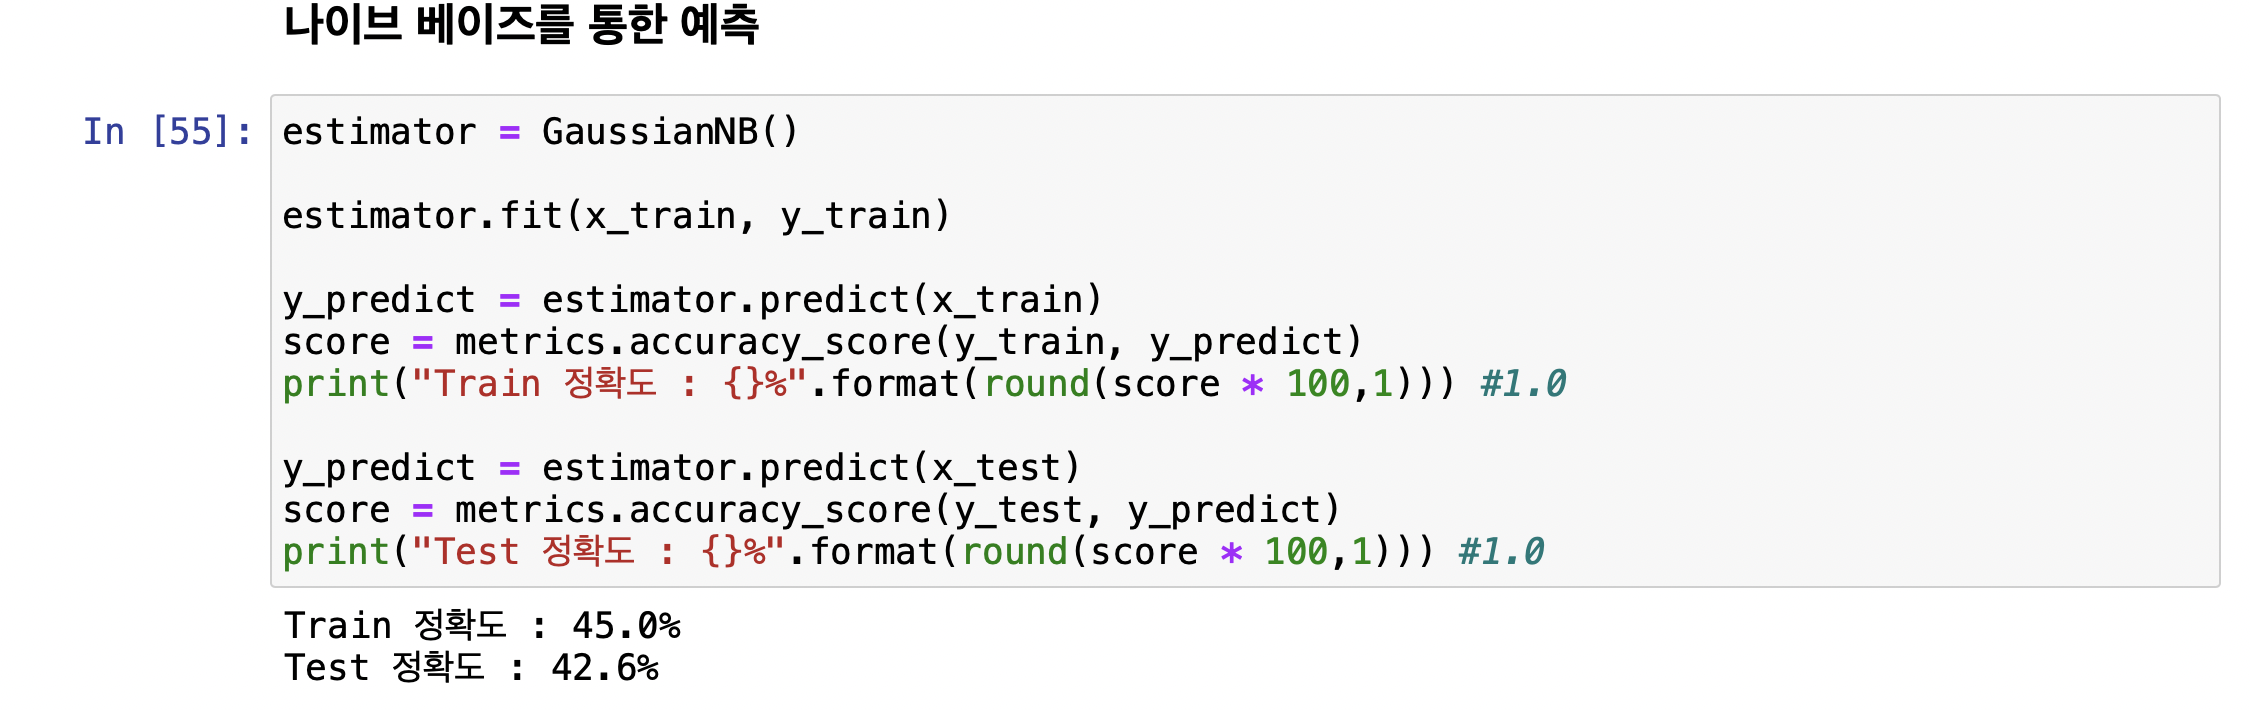 나이브 베이즈를 통한 예측
In [55]: estimator = GaussianNB()
estimator.fit(x_train, y_train)
y_predict = estimator.predict(x_train)
score = metrics.accuracy_score(y_train, y_predict)
print("Train 정확도 : {}%".format(round(score * 100,1))) #1.0
y_predict = estimator.predict(x_test)
score = metrics.accuracy_score(y_test, y_predict)
print("Test 정확도 : {}%".format(round(score * 100,1))) #1.0
Train 정확도 : 45.0%
Test 정확도 : 42.6%